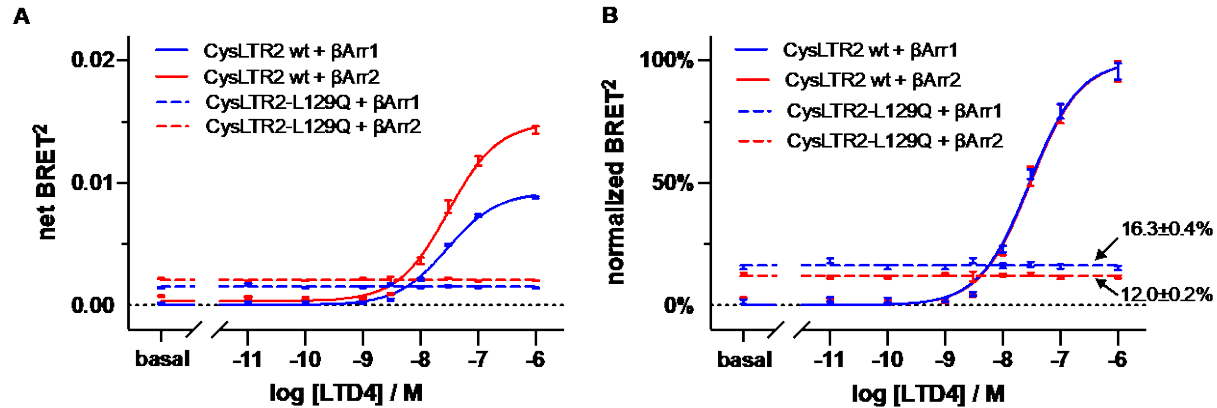 A
net BRET²
0.02
0.01
0.00
CysLTR2 wt + βArr1
CysLTR2 wt + βArr2
CysLTR2-L129Q + βArr1
CysLTR2-L129Q + βArr2
basal -11 -10 -9 -8 -7 -6
log [LTD4] / M
B
normalized BRET²
100%
50%
0%
CysLTR2 wt + βArr1
CysLTR2 wt + βArr2
CysLTR2-L129Q + βArr1
CysLTR2-L129Q + βArr2
16.3±0.4%
12.0±0.2%
basal -11 -10 -9 -8 -7 -6
log [LTD4] / M